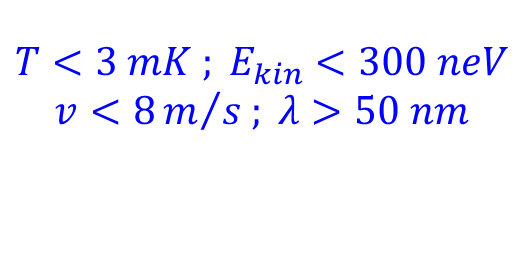 T < 3 mK ; E_kin < 300 neV
v < 8 m/s ; λ > 50 nm